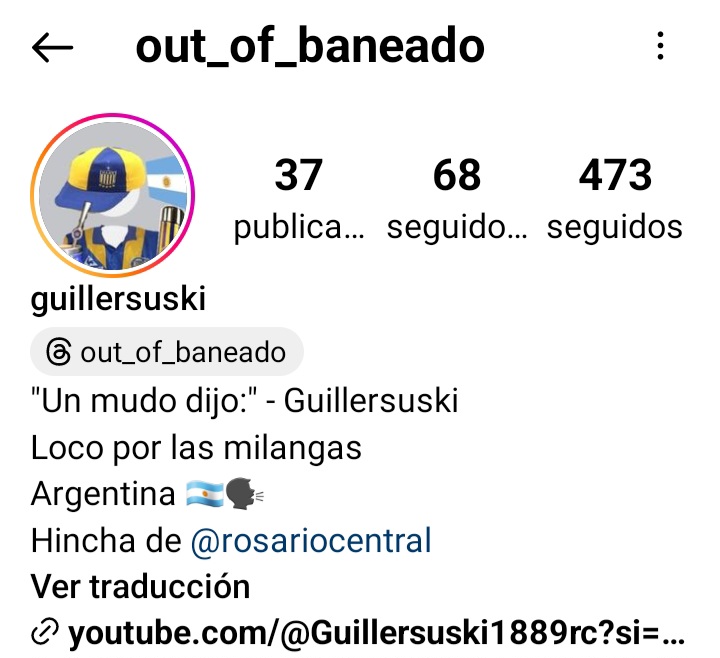 out_of_baneado
37
68
473
publica...
seguido...
seguidos
guillersuski
out_of_baneado
"Un mudo dijo:" - Guillersuski
Loco por las milangas
Argentina 🇦🇷🗣
Hincha de @rosariocentral
Ver traducción
youtube.com/@Guillersuski1889rc?si=...